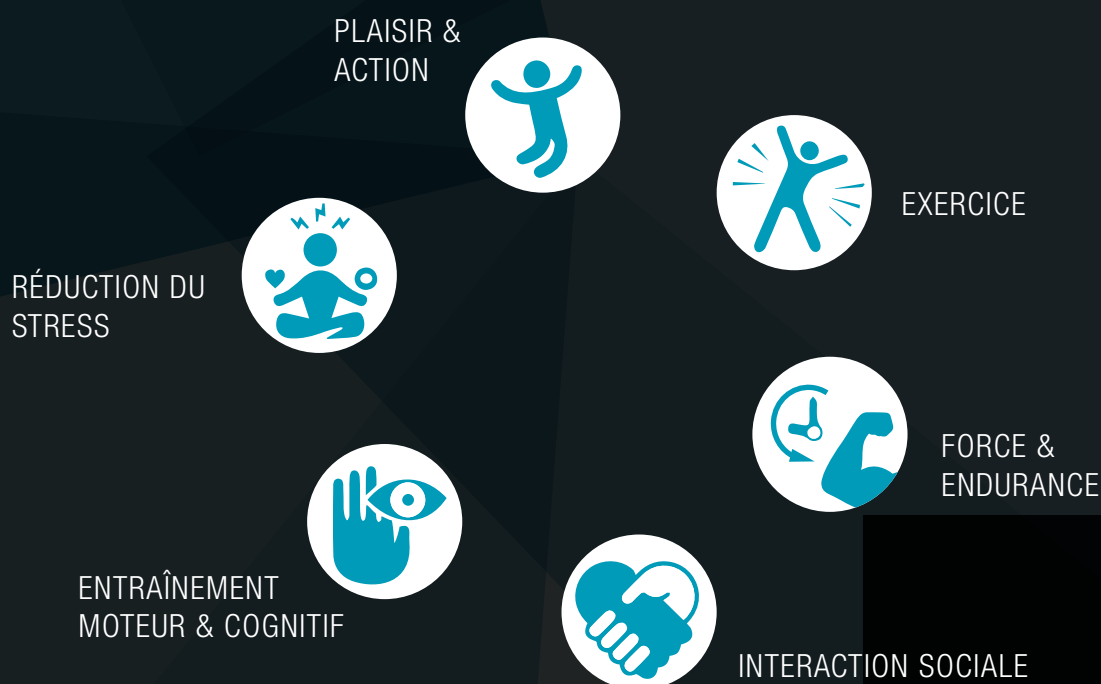 PLAISIR &
ACTION
EXERCICE
RÉDUCTION DU
STRESS
FORCE &
ENDURANCE
ENTRAÎNEMENT
MOTEUR & COGNITIF
INTERACTION SOCIALE